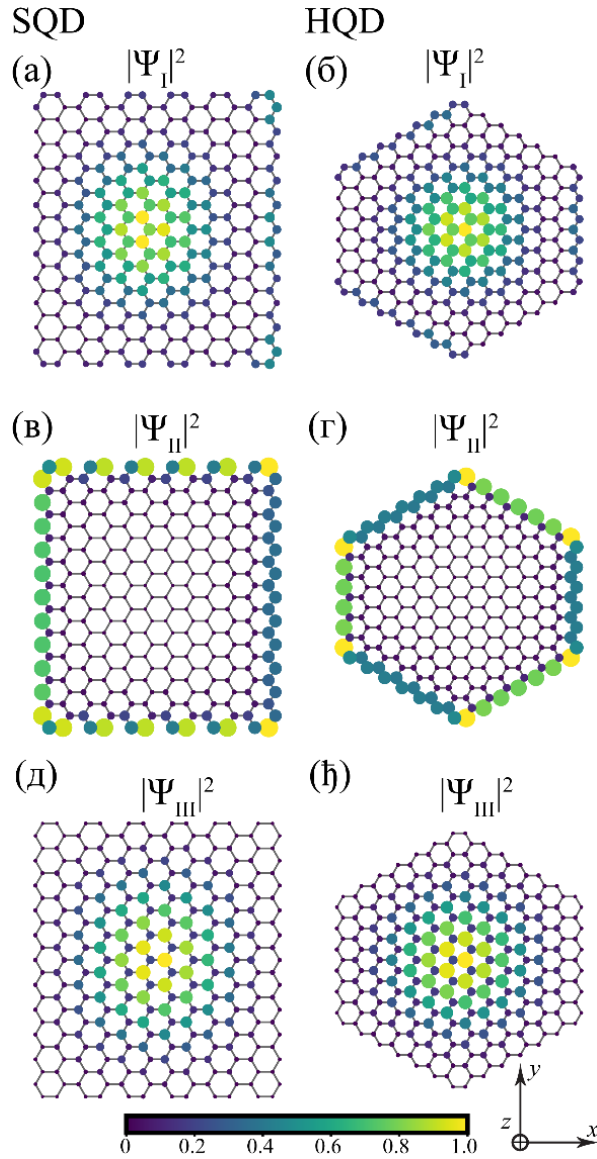 SQD HQD
(а) |Ψ_I|² (б) |Ψ_I|²
(в) |Ψ_II|² (г) |Ψ_II|²
(д) |Ψ_III|² (ђ) |Ψ_III|²
y
z x
0 0.2 0.4 0.6 0.8 1.0